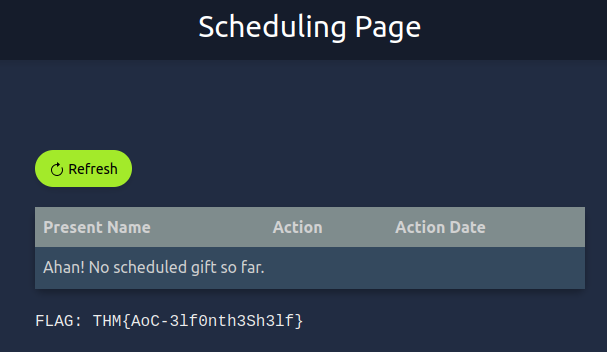 Scheduling Page
Refresh
Present Name Action Action Date
Ahan! No scheduled gift so far.
FLAG: THM{AoC-3lf0nth3Sh3lf}